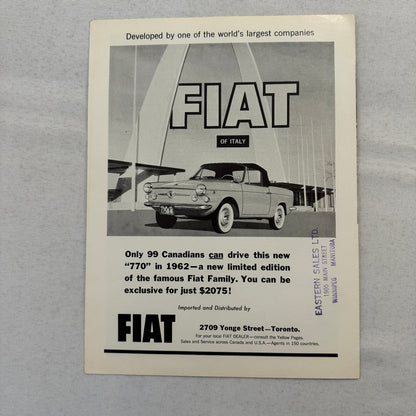 Developed by one of the world's largest companies
FIAT
OF ITALY
Only 99 Canadians can drive this new
"770" in 1962—a new limited edition
of the famous Fiat Family. You can be
exclusive for just $2075!
Imported and Distributed by
FIAT
2709 Yonge Street—Toronto.
For your local FIAT DEALER—consult the Yellow Pages.
Sales and Service across Canada and U.S.A.—Agents in 150 countries.
EASTERN SALES LTD.
1905 MAIN STREET
WINNIPEG MANITOBA